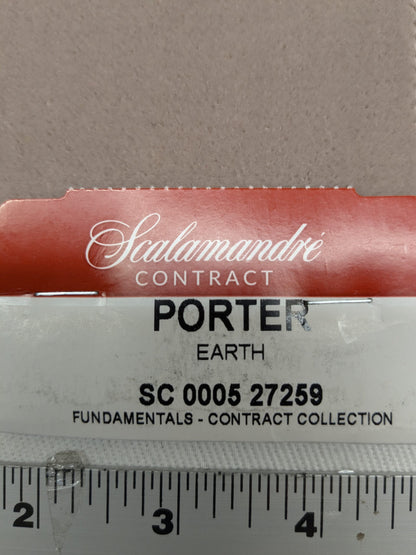 Scalamandré
CONTRACT
PORTER
EARTH
SC 0005 27259
FUNDAMENTALS - CONTRACT COLLECTION
2 3 4